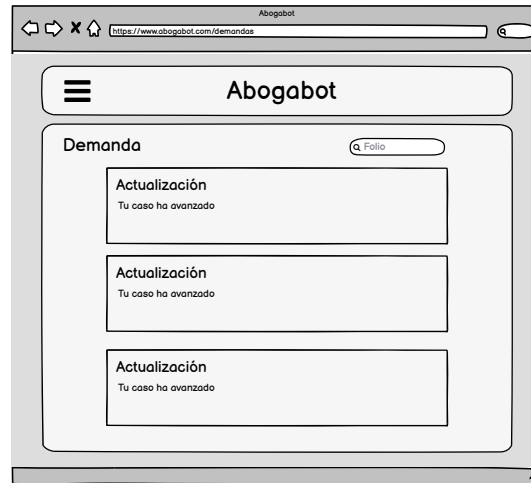 Abogabot
https://www.abogabot.com/demandas
Abogabot
Demanda
Folio
Actualización
Tu caso ha avanzado
Actualización
Tu caso ha avanzado
Actualización
Tu caso ha avanzado